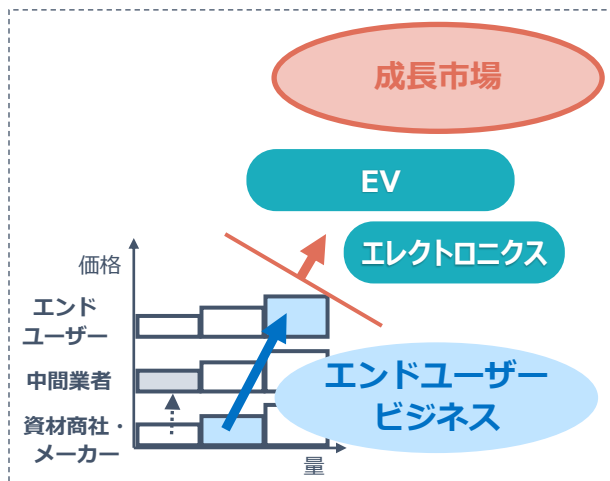 成長市場
EV
エレクトロニクス
価格
エンド
ユーザー
中間業者
資材商社・
メーカー
エンドユーザー
ビジネス
量